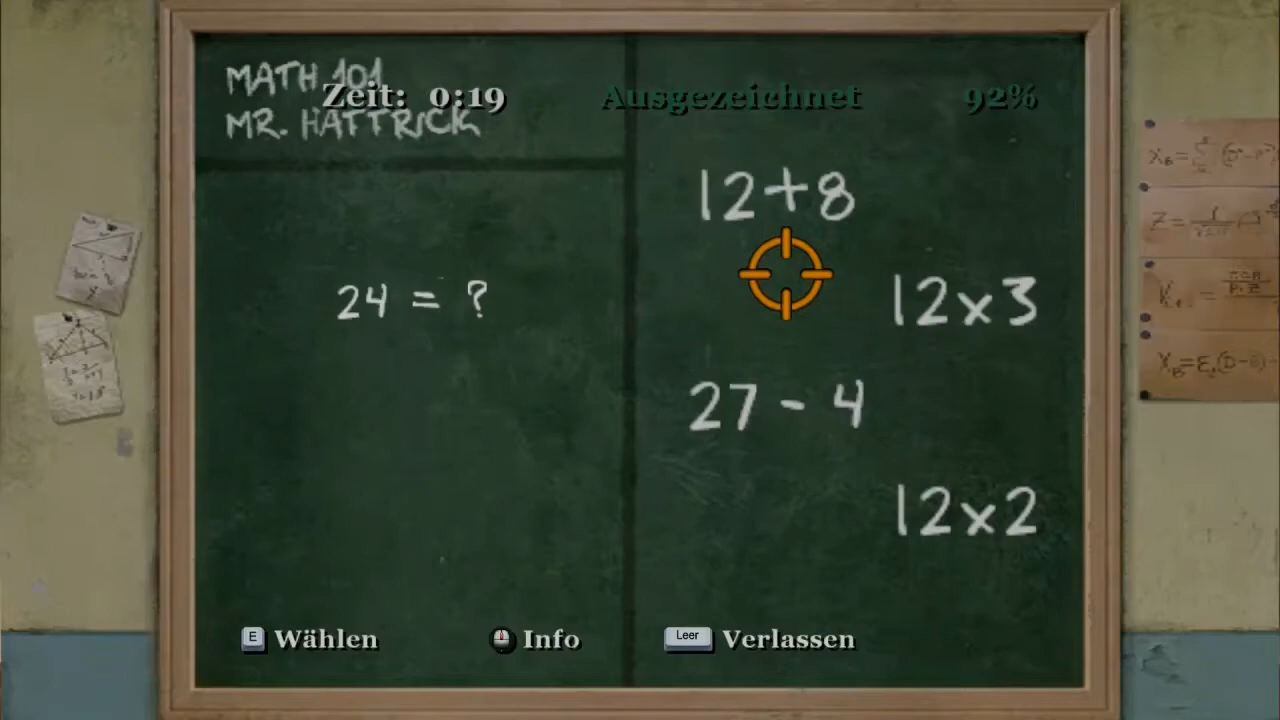 MATH 101
Zeit: 0:19
Ausgezeichnet
92%
MR. HATTRICK
12+8
24 = ?
12x3
27 - 4
12x2
E Wählen
Info
Leer Verlassen